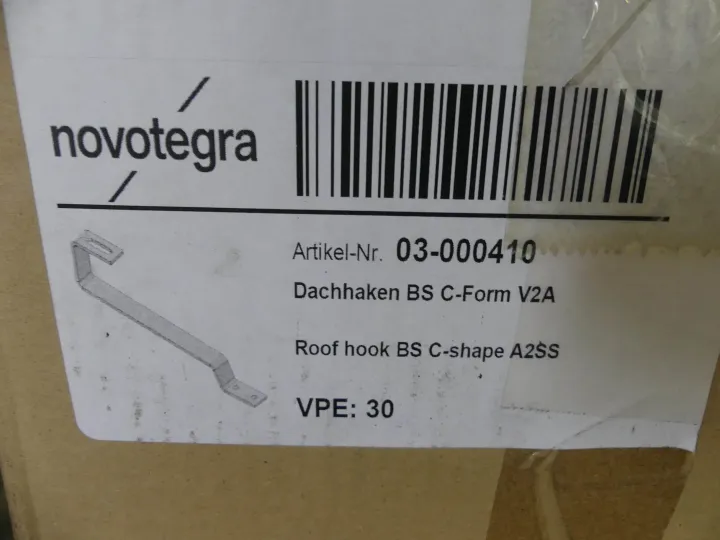 novotegra
Artikel-Nr. 03-000410
Dachhaken BS C-Form V2A
Roof hook BS C-shape A2SS
VPE: 30